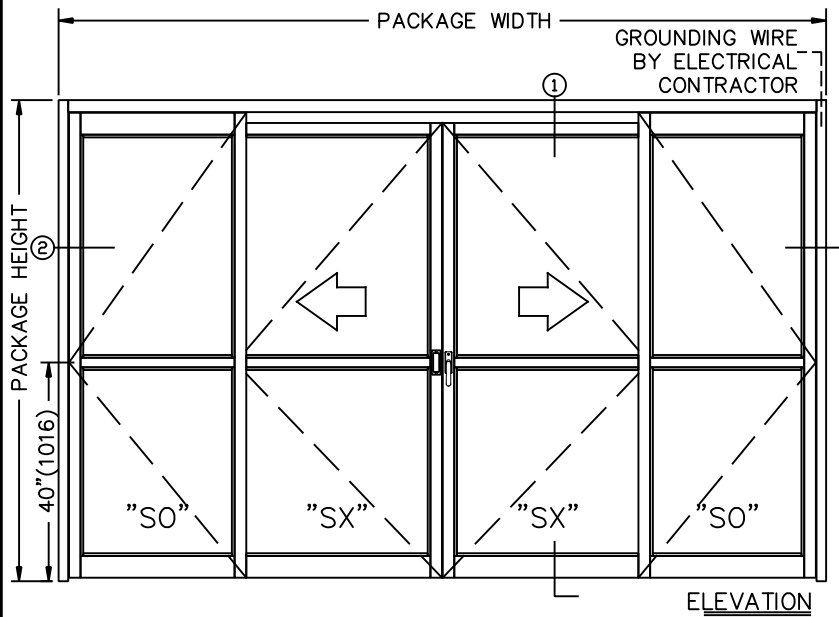 PACKAGE WIDTH
GROUNDING WIRE
BY ELECTRICAL
CONTRACTOR
1
2
PACKAGE HEIGHT
40"(1016)
"SO"
"SX"
"SX"
"SO"
ELEVATION